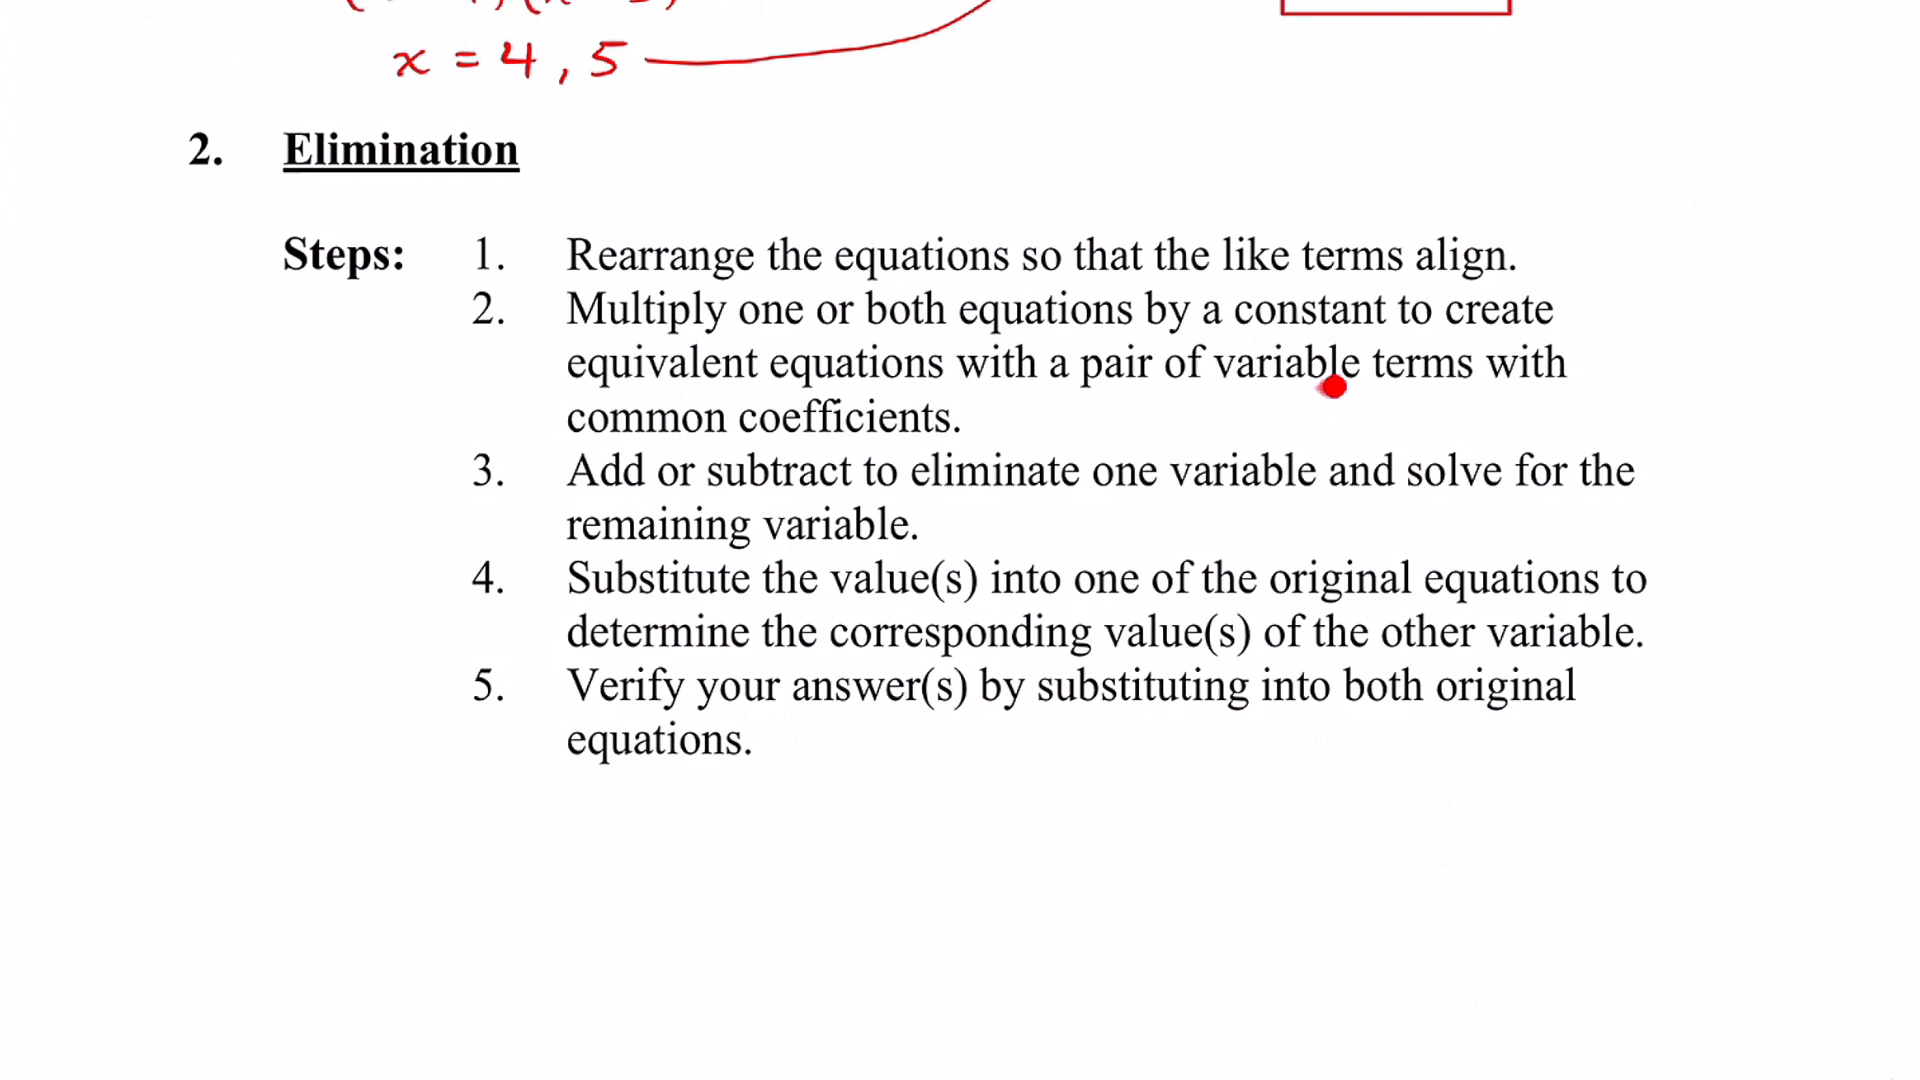 x = 4, 5
2. Elimination
Steps: 1. Rearrange the equations so that the like terms align.
2. Multiply one or both equations by a constant to create
equivalent equations with a pair of variable terms with
common coefficients.
3. Add or subtract to eliminate one variable and solve for the
remaining variable.
4. Substitute the value(s) into one of the original equations to
determine the corresponding value(s) of the other variable.
5. Verify your answer(s) by substituting into both original
equations.